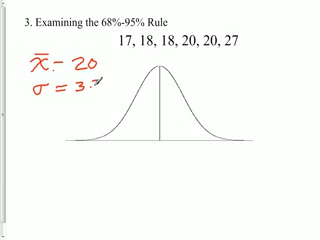 3. Examining the 68%-95% Rule
17, 18, 18, 20, 20, 27
x̄ - 20
σ = 3.